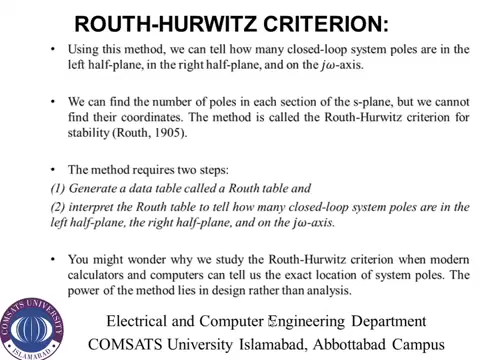 ROUTH-HURWITZ CRITERION:
• Using this method, we can tell how many closed-loop system poles are in the
left half-plane, in the right half-plane, and on the jω-axis.
• We can find the number of poles in each section of the s-plane, but we cannot
find their coordinates. The method is called the Routh-Hurwitz criterion for
stability (Routh, 1905).
• The method requires two steps:
(1) Generate a data table called a Routh table and
(2) interpret the Routh table to tell how many closed-loop system poles are in the
left half-plane, the right half-plane, and on the jω-axis.
• You might wonder why we study the Routh-Hurwitz criterion when modern
calculators and computers can tell us the exact location of system poles. The
power of the method lies in design rather than analysis.
COMSATS UNIVERSITY
ISLAMABAD
Electrical and Computer Engineering Department
COMSATS University Islamabad, Abbottabad Campus